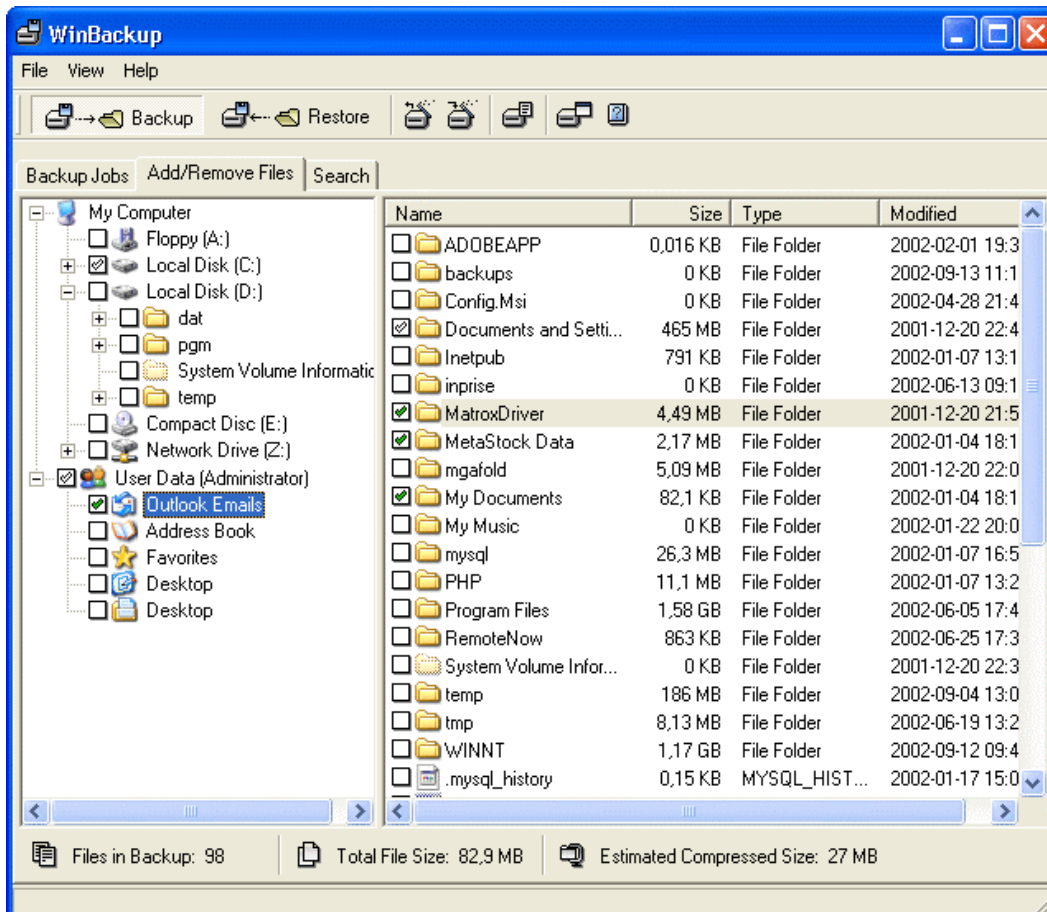 WinBackup
File View Help
Backup Restore
Backup Jobs Add/Remove Files Search
My Computer
Floppy (A:)
Local Disk (C:)
Local Disk (D:)
dat
pgm
System Volume Informatic
temp
Compact Disc (E:)
Network Drive (Z:)
User Data (Administrator)
Outlook Emails
Address Book
Favorites
Desktop
Desktop
Name Size Type Modified
ADOBEAPP 0,016 KB File Folder 2002-02-01 19:3
backups 0 KB File Folder 2002-09-13 11:1
Config.Msi 0 KB File Folder 2002-04-28 21:4
Documents and Setti... 465 MB File Folder 2001-12-20 22:4
Inetpub 791 KB File Folder 2002-01-07 13:1
inprise 0 KB File Folder 2002-06-13 09:1
MatroxDriver 4,49 MB File Folder 2001-12-20 21:5
MetaStock Data 2,17 MB File Folder 2002-01-04 18:1
mgafold 5,09 MB File Folder 2001-12-20 22:0
My Documents 82,1 KB File Folder 2002-01-04 18:1
My Music 0 KB File Folder 2002-01-22 20:0
mysql 26,3 MB File Folder 2002-01-07 16:5
PHP 11,1 MB File Folder 2002-01-07 13:2
Program Files 1,58 GB File Folder 2002-06-05 17:4
RemoteNow 863 KB File Folder 2002-06-25 17:3
System Volume Infor... 0 KB File Folder 2001-12-20 22:3
temp 186 MB File Folder 2002-09-04 13:0
tmp 8,13 MB File Folder 2002-06-19 13:2
WINNT 1,17 GB File Folder 2002-09-12 09:4
.mysql_history 0,15 KB MYSQL_HIST... 2002-01-17 15:0
Files in Backup: 98 Total File Size: 82,9 MB Estimated Compressed Size: 27 MB